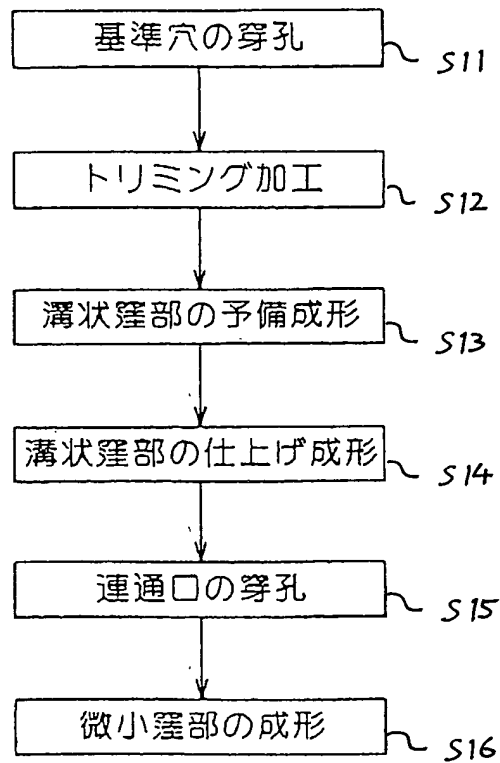 基準穴の穿孔
S11
トリミング加工
S12
溝状窪部の予備成形
S13
溝状窪部の仕上げ成形
S14
連通口の穿孔
S15
微小窪部の成形
S16